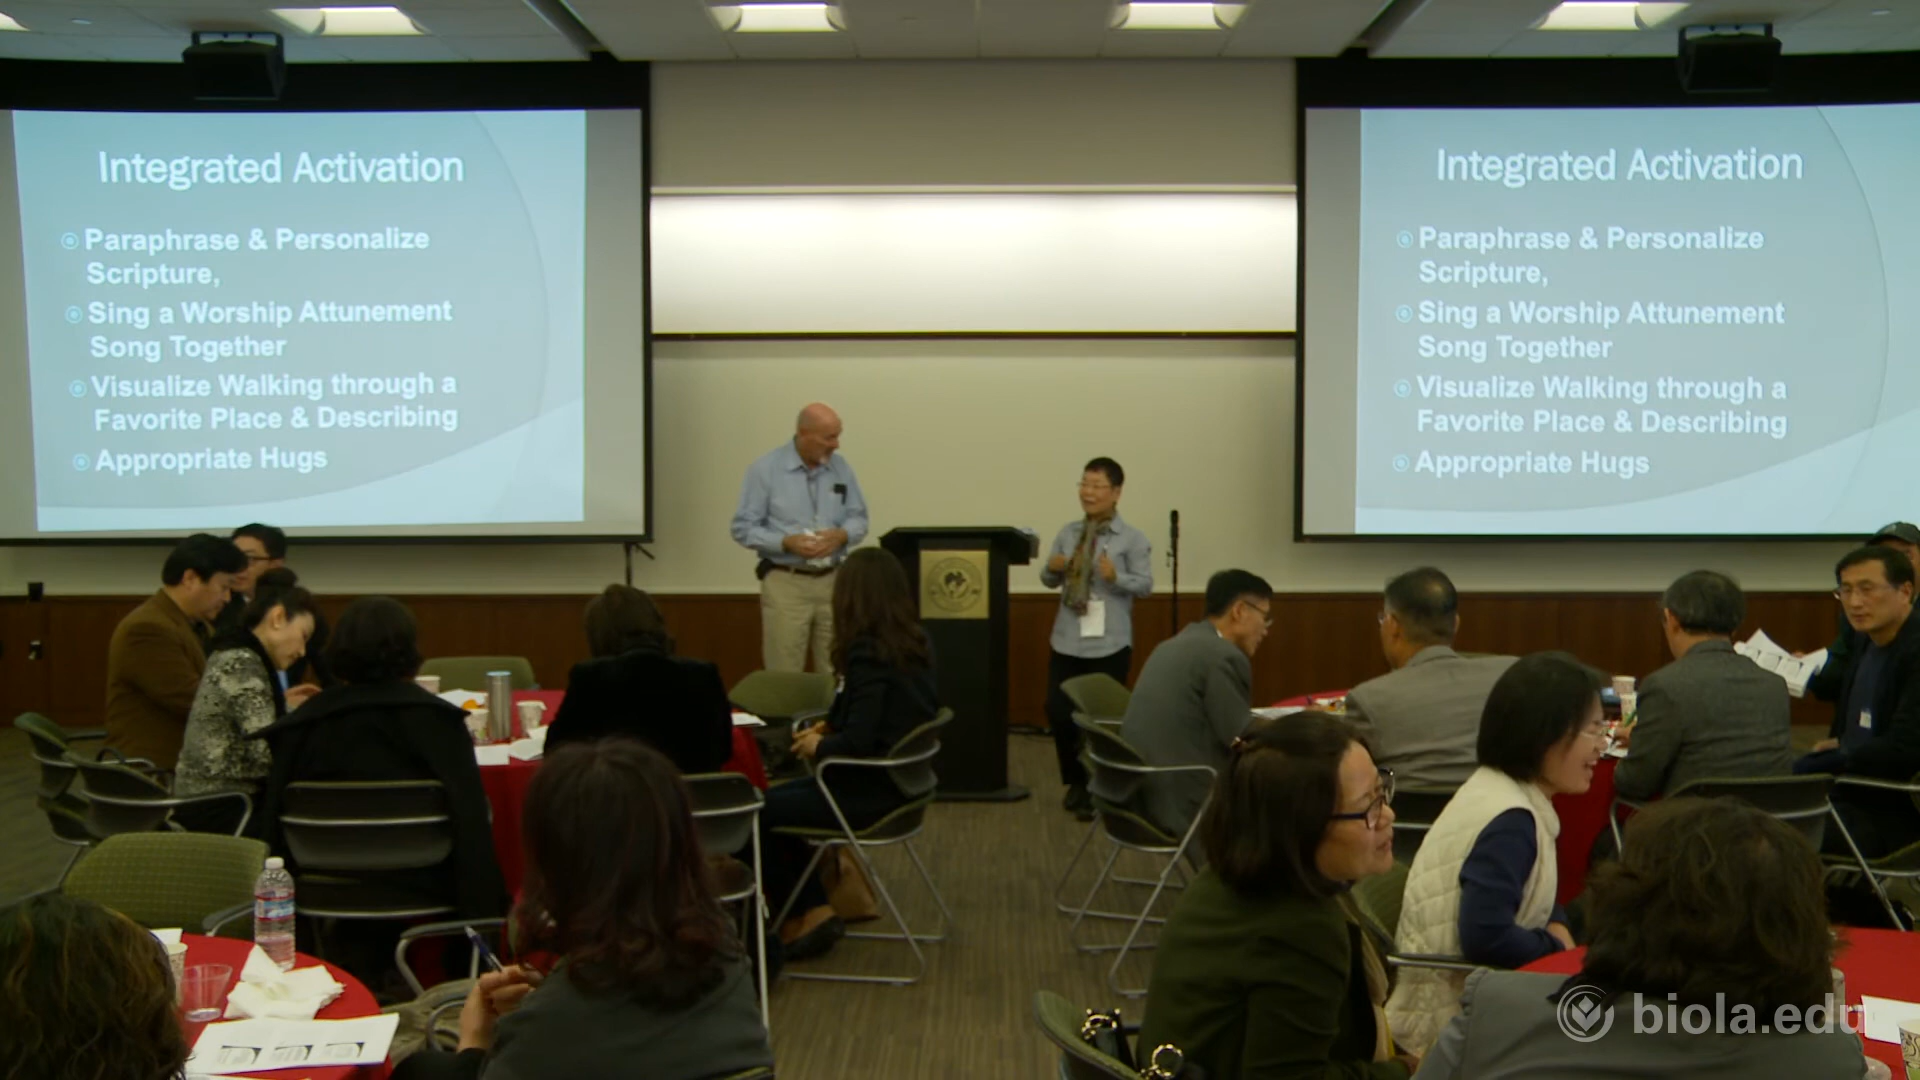 Integrated Activation
Paraphrase & Personalize
Scripture,
Sing a Worship Attunement
Song Together
Visualize Walking through a
Favorite Place & Describing
Appropriate Hugs
Integrated Activation
Paraphrase & Personalize
Scripture,
Sing a Worship Attunement
Song Together
Visualize Walking through a
Favorite Place & Describing
Appropriate Hugs
biola.edu